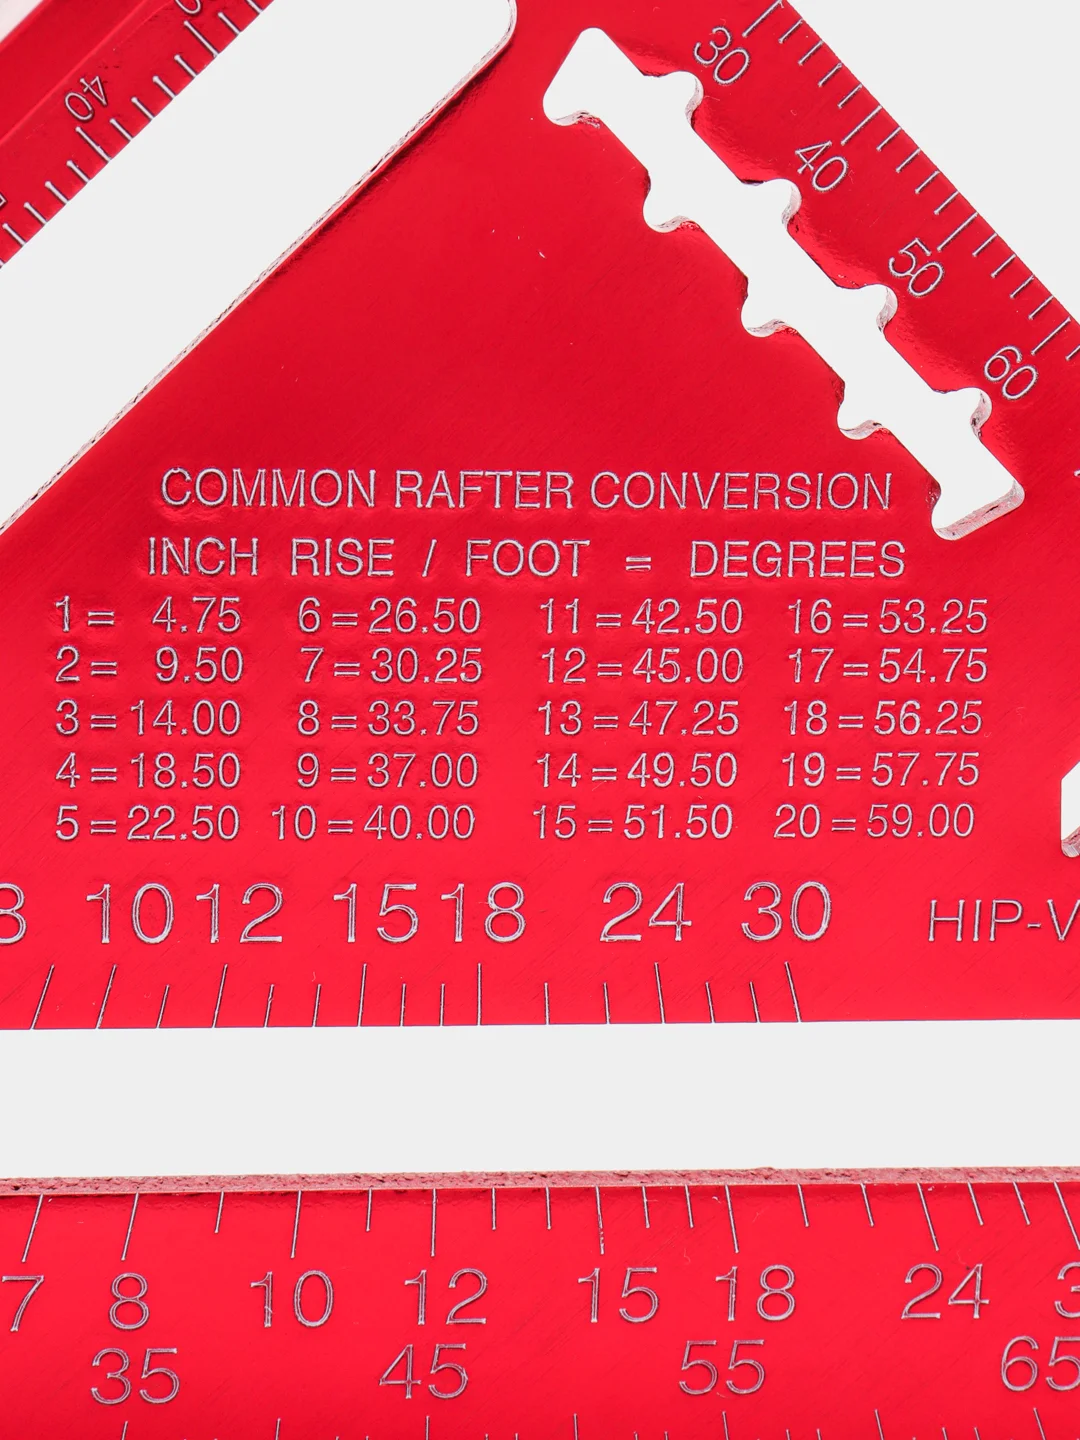 40
30
40
50
60
COMMON RAFTER CONVERSION
INCH RISE / FOOT = DEGREES
1 = 4.75 6 = 26.50 11 = 42.50 16 = 53.25
2 = 9.50 7 = 30.25 12 = 45.00 17 = 54.75
3 = 14.00 8 = 33.75 13 = 47.25 18 = 56.25
4 = 18.50 9 = 37.00 14 = 49.50 19 = 57.75
5 = 22.50 10 = 40.00 15 = 51.50 20 = 59.00
10 12 15 18 24 30 HIP-V
7 8 10 12 15 18 24
35 45 55 65